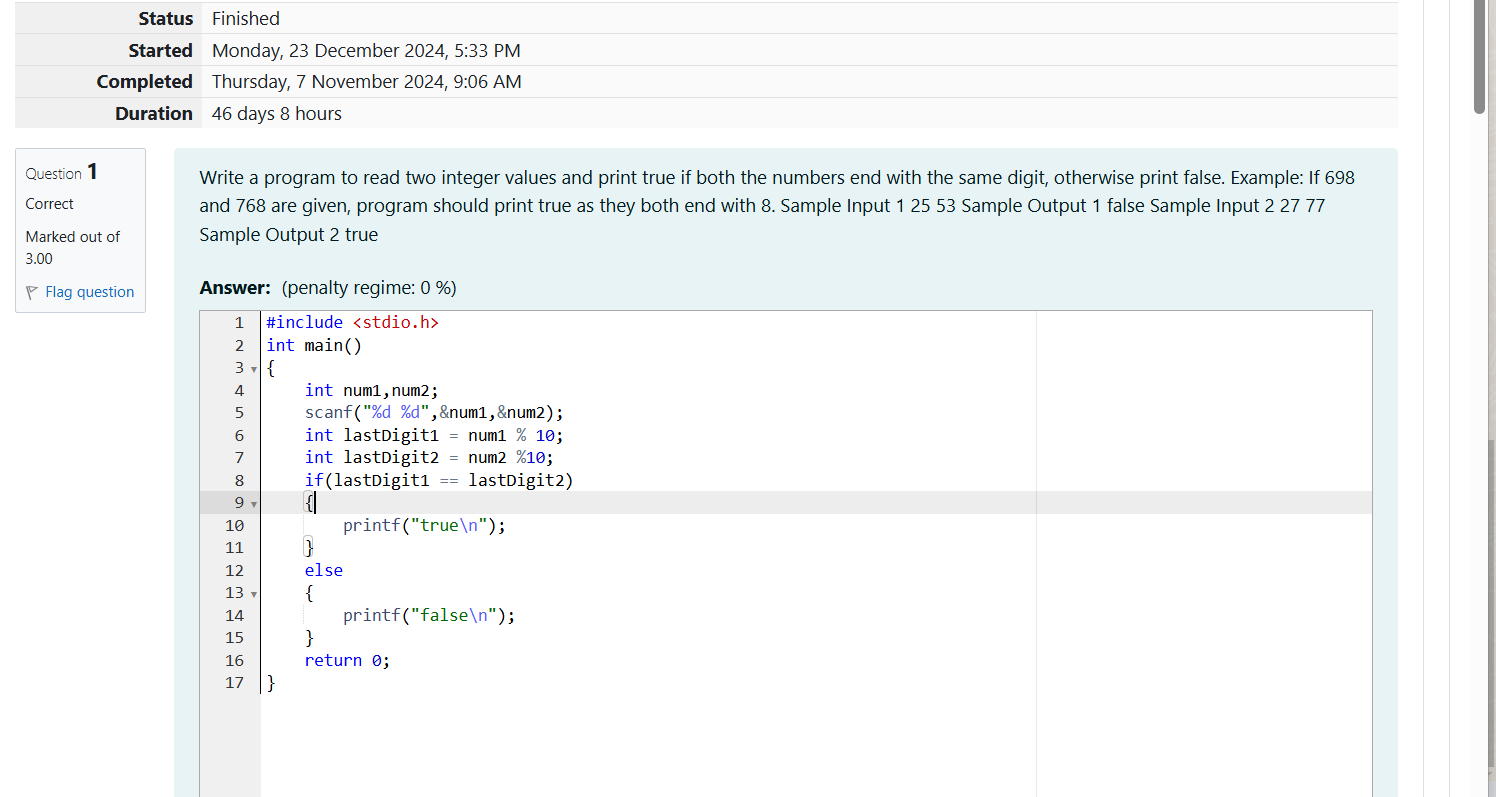 Status Finished
Started Monday, 23 December 2024, 5:33 PM
Completed Thursday, 7 November 2024, 9:06 AM
Duration 46 days 8 hours
Question 1
Correct
Marked out of
3.00
Flag question
Write a program to read two integer values and print true if both the numbers end with the same digit, otherwise print false. Example: If 698
and 768 are given, program should print true as they both end with 8. Sample Input 1 25 53 Sample Output 1 false Sample Input 2 27 77
Sample Output 2 true
Answer: (penalty regime: 0 %)
1 #include <stdio.h>
2 int main()
3 {
4     int num1,num2;
5     scanf("%d %d",&num1,&num2);
6     int lastDigit1 = num1 % 10;
7     int lastDigit2 = num2 %10;
8     if(lastDigit1 == lastDigit2)
9     {
10         printf("true\n");
11     }
12     else
13     {
14         printf("false\n");
15     }
16     return 0;
17 }